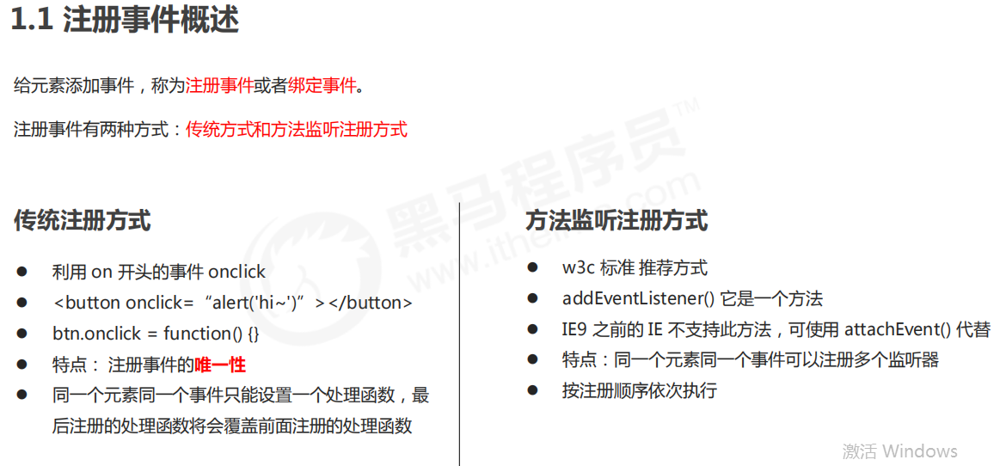 1.1 注册事件概述
给元素添加事件，称为注册事件或者绑定事件。
注册事件有两种方式：传统方式和方法监听注册方式
传统注册方式
● 利用 on 开头的事件 onclick
● <button onclick=“alert('hi~')”></button>
● btn.onclick = function() {}
● 特点： 注册事件的唯一性
● 同一个元素同一个事件只能设置一个处理函数，最
后注册的处理函数将会覆盖前面注册的处理函数
方法监听注册方式
● w3c 标准 推荐方式
● addEventListener() 它是一个方法
● IE9 之前的 IE 不支持此方法，可使用 attachEvent() 代替
● 特点：同一个元素同一个事件可以注册多个监听器
● 按注册顺序依次执行
黑马程序员™
www.itheima.com
激活 Windows